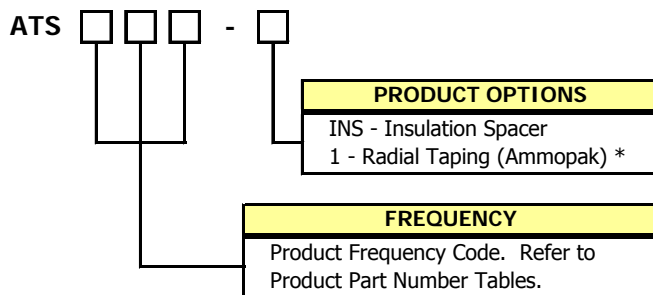 ATS -
PRODUCT OPTIONS
INS - Insulation Spacer
1 - Radial Taping (Ammopak) *
FREQUENCY
Product Frequency Code. Refer to
Product Part Number Tables.